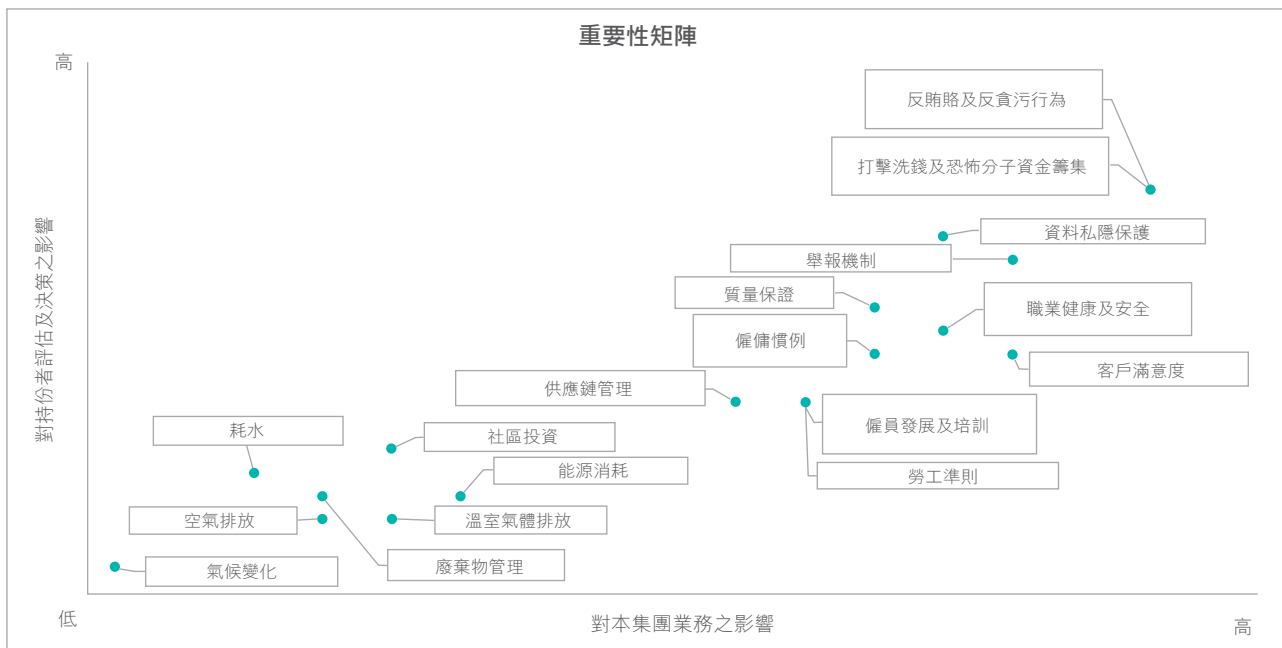 重要性矩陣
高
反賄賂及反貪污行為
打擊洗錢及恐怖分子資金籌集
對持份者評估及決策之影響
資料私隱保護
舉報機制
質量保證
職業健康及安全
僱傭慣例
客戶滿意度
供應鏈管理
僱員發展及培訓
耗水
社區投資
能源消耗
勞工準則
空氣排放
溫室氣體排放
廢棄物管理
氣候變化
低
對本集團業務之影響
高